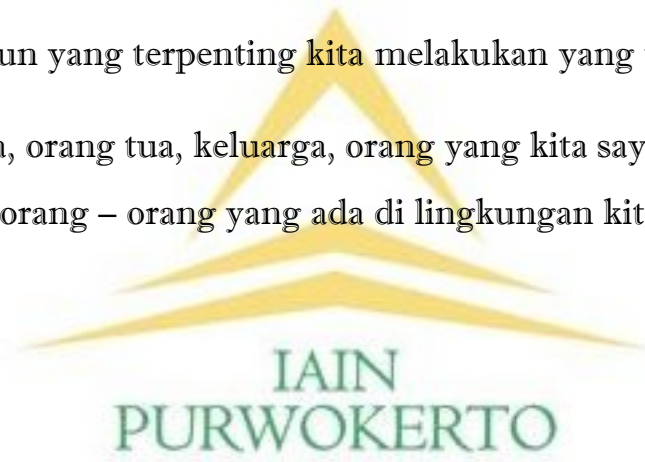 un yang terpenting kita melakukan yang
, orang tua, keluarga, orang yang kita say
orang – orang yang ada di lingkungan kit
IAIN
PURWOKERTO